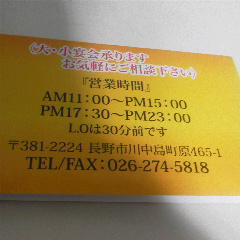 《大・小宴会承ります
お気軽にご相談下さい》
『営業時間』
AM11:00～PM15:00
PM17:30～PM23:00
L.Oは30分前です
〒381-2224 長野市川中島町原465-1
TEL/FAX:026-274-5818